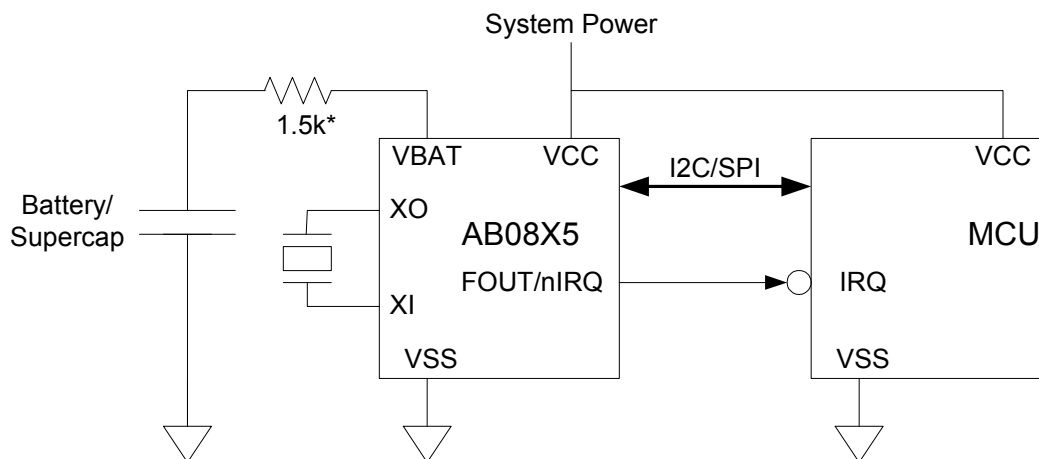 System Power
1.5k*
VBAT
VCC
VCC
I2C/SPI
Battery/
Supercap
XO
AB08X5
MCU
FOUT/nIRQ
IRQ
XI
VSS
VSS